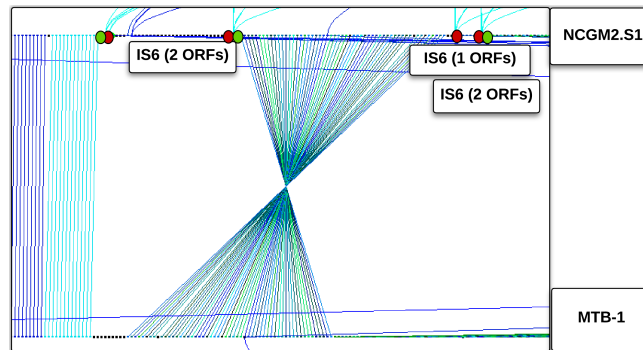 NCGM2.S1
IS6 (2 ORFs)
IS6 (1 ORFs)
IS6 (2 ORFs)
MTB-1